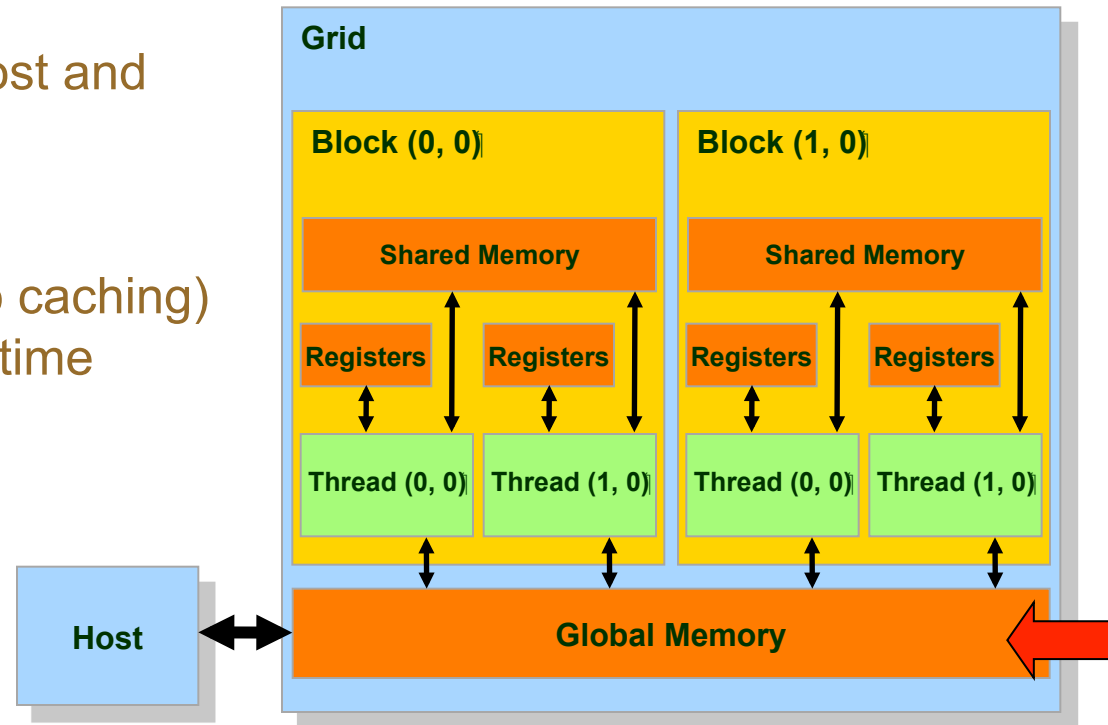 ost and
caching)
time
Grid
Block (0, 0)
Block (1, 0)
Shared Memory
Shared Memory
Registers
Registers
Registers
Registers
Thread (0, 0)
Thread (1, 0)
Thread (0, 0)
Thread (1, 0)
Host
Global Memory